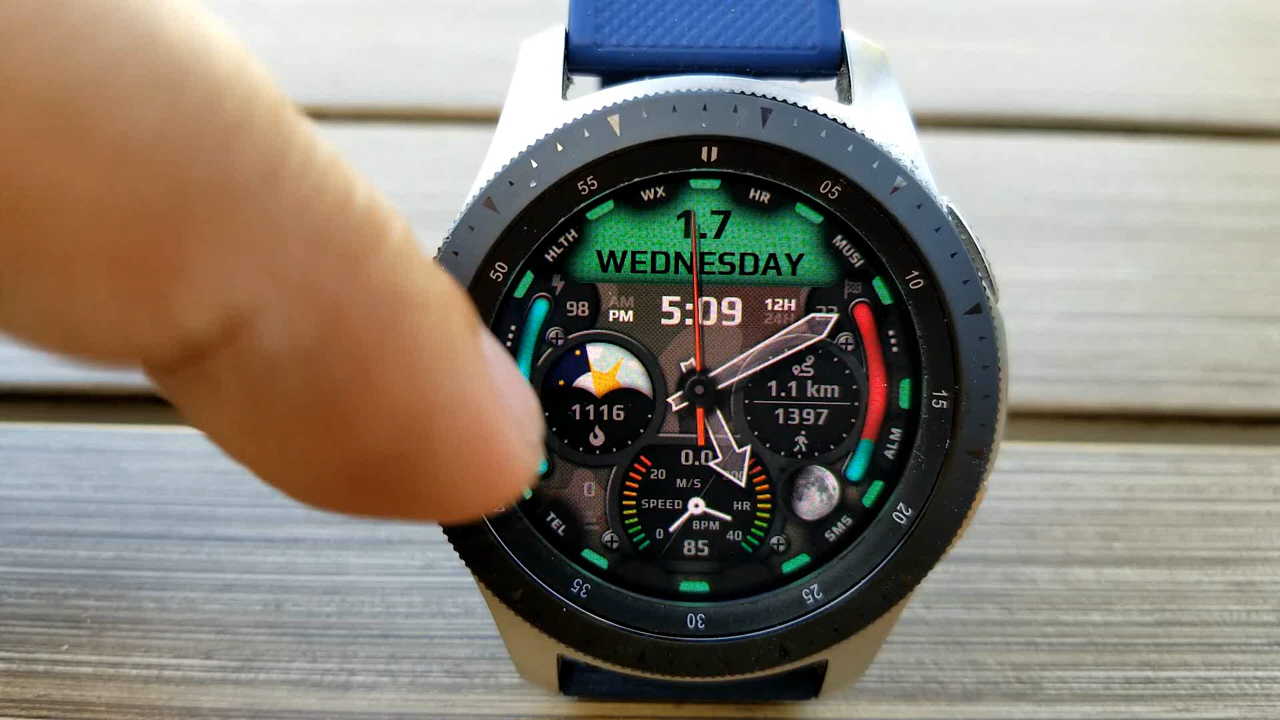 55
05
50
10
15
20
25
30
35
WX
HR
HLTH
MUSI
1.7
WEDNESDAY
98
AM
PM
5:09
12H
24H
1116
1.1 km
1397
0.0
20
M/S
SPEED
HR
0
BPM
40
85
0
TEL
SMS
ALM